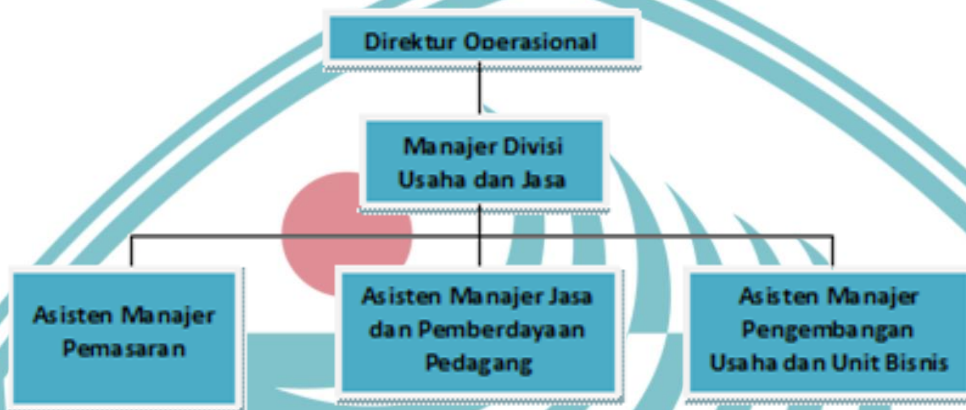 Direktur Operasional
Manajer Divisi
Usaha dan Jasa
Asisten Manajer
Pemasaran
Asisten Manajer Jasa
dan Pemberdayaan
Pedagang
Asisten Manajer
Pengembangan
Usaha dan Unit Bisnis